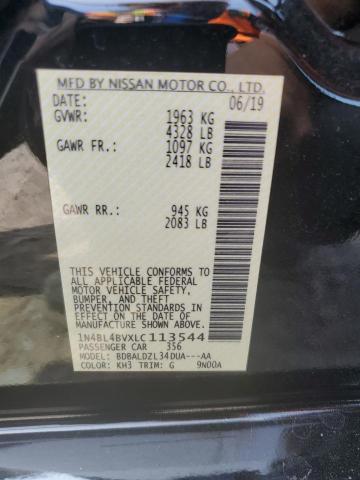 MFD BY NISSAN MOTOR CO., LTD.
DATE: 06/19
GVWR: 1963 KG
4328 LB
GAWR FR.: 1097 KG
2418 LB
GAWR RR.: 945 KG
2083 LB
THIS VEHICLE CONFORMS TO
ALL APPLICABLE FEDERAL
MOTOR VEHICLE SAFETY,
BUMPER, AND THEFT
PREVENTION STANDARDS IN
EFFECT ON THE DATE OF
MANUFACTURE SHOWN ABOVE.
1N4BL4BVXLC113544
PASSENGER CAR 356
MODEL: BDBALDZL34DUA---AA
COLOR: KH3 TRIM: G 9N00A